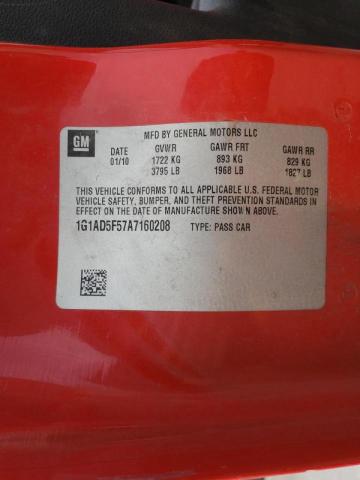 GM
MFD BY GENERAL MOTORS LLC
DATE GVWR GAWR FRT GAWR RR
01/10 1722 KG 893 KG 829 KG
3795 LB 1968 LB 1827 LB
THIS VEHICLE CONFORMS TO ALL APPLICABLE U.S. FEDERAL MOTOR
VEHICLE SAFETY, BUMPER, AND THEFT PREVENTION STANDARDS
IN EFFECT ON THE DATE OF MANUFACTURE SHOWN ABOVE.
1G1AD5F57A7160208 TYPE: PASS CAR